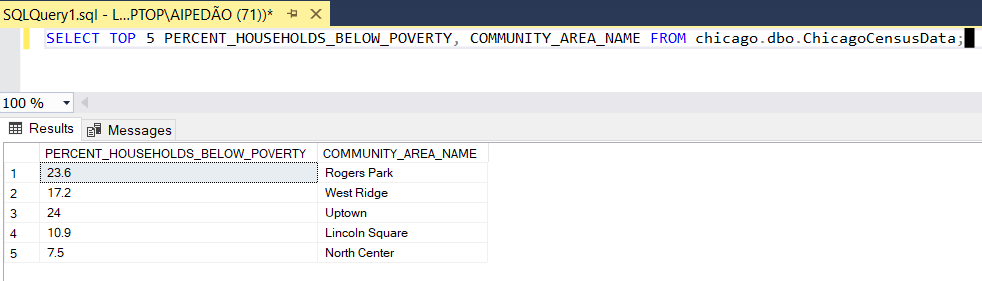 SQLQuery1.sql - L...PTOP\AIPEDÃO (71))*
SELECT TOP 5 PERCENT_HOUSEHOLDS_BELOW_POVERTY, COMMUNITY_AREA_NAME FROM chicago.dbo.ChicagoCensusData;
100 %
Results Messages
PERCENT_HOUSEHOLDS_BELOW_POVERTY COMMUNITY_AREA_NAME
1 23.6 Rogers Park
2 17.2 West Ridge
3 24 Uptown
4 10.9 Lincoln Square
5 7.5 North Center